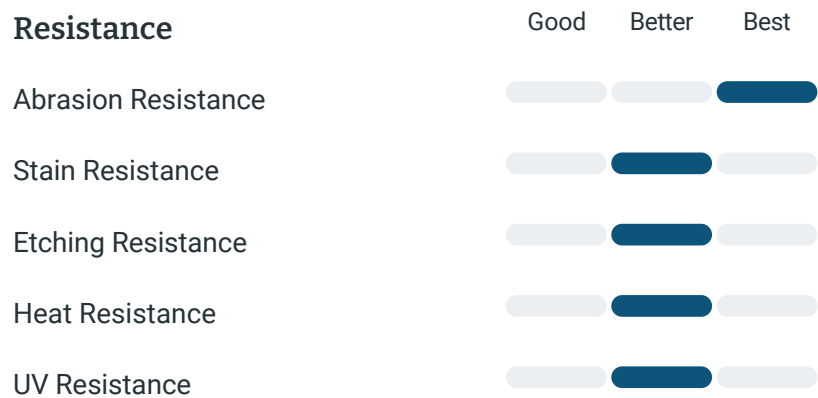 Resistance Good Better Best
Abrasion Resistance
Stain Resistance
Etching Resistance
Heat Resistance
UV Resistance